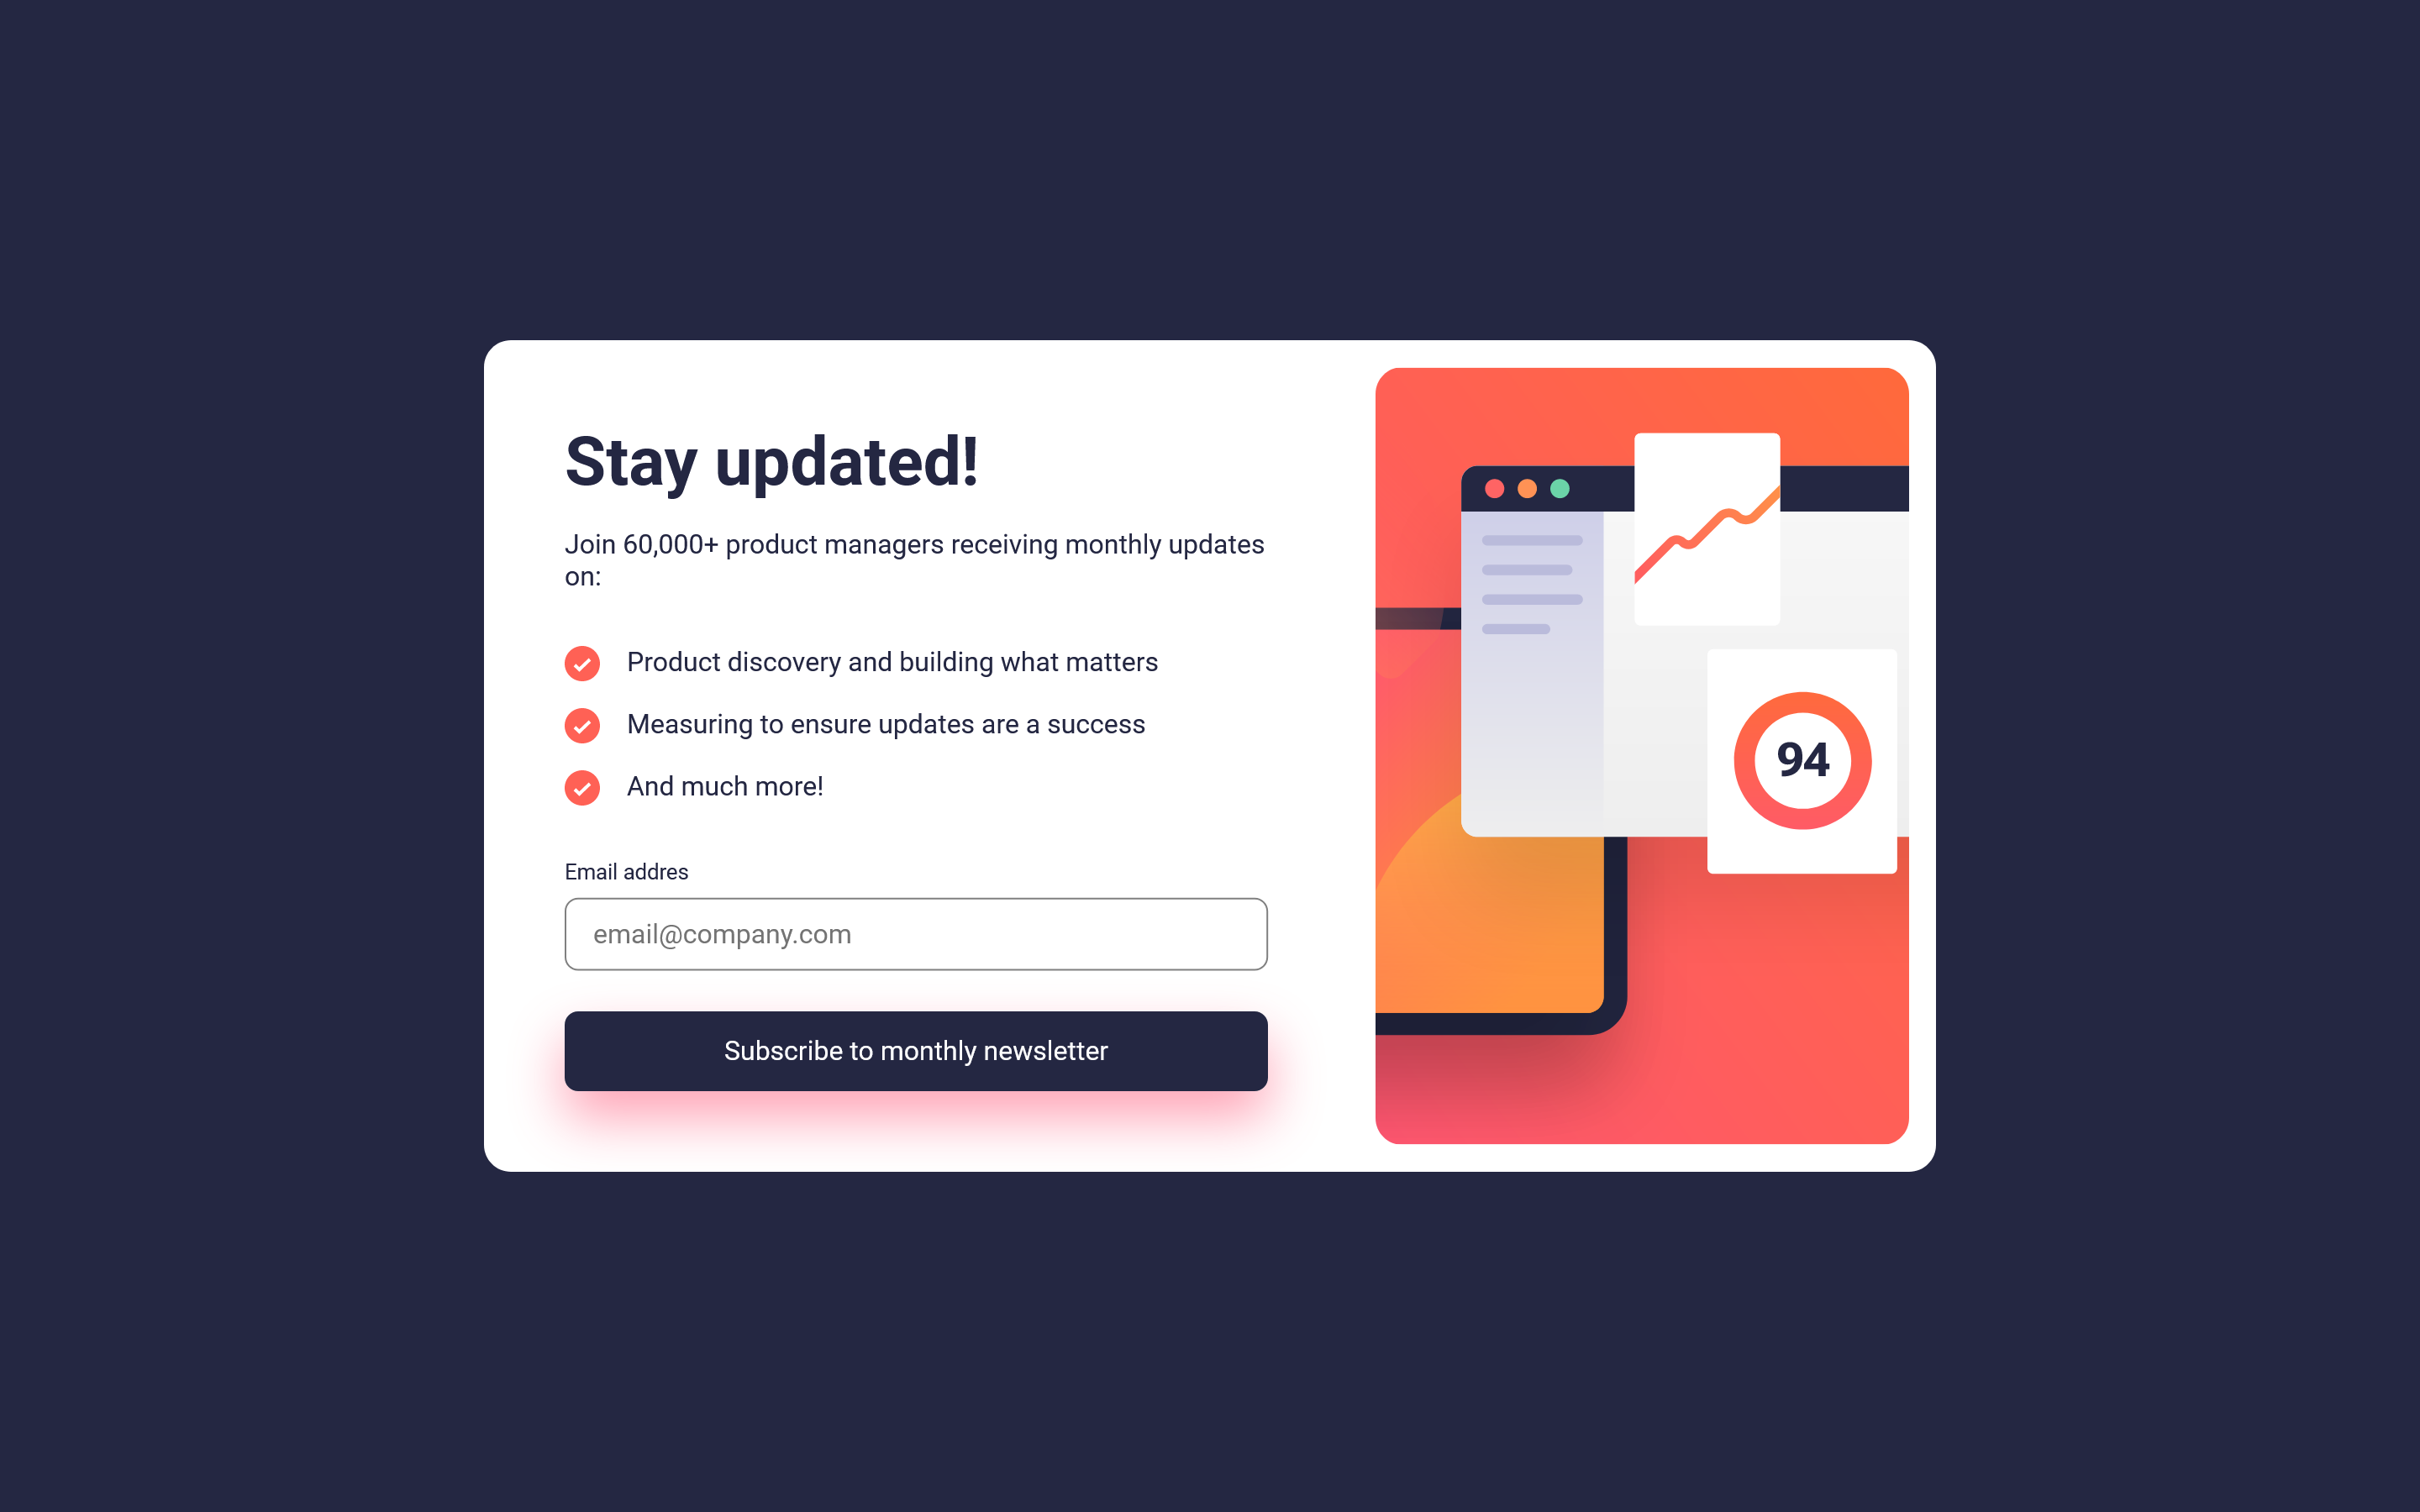 Stay updated!
Join 60,000+ product managers receiving monthly updates
on:
Product discovery and building what matters
Measuring to ensure updates are a success
And much more!
Email addres
email@company.com
Subscribe to monthly newsletter
94